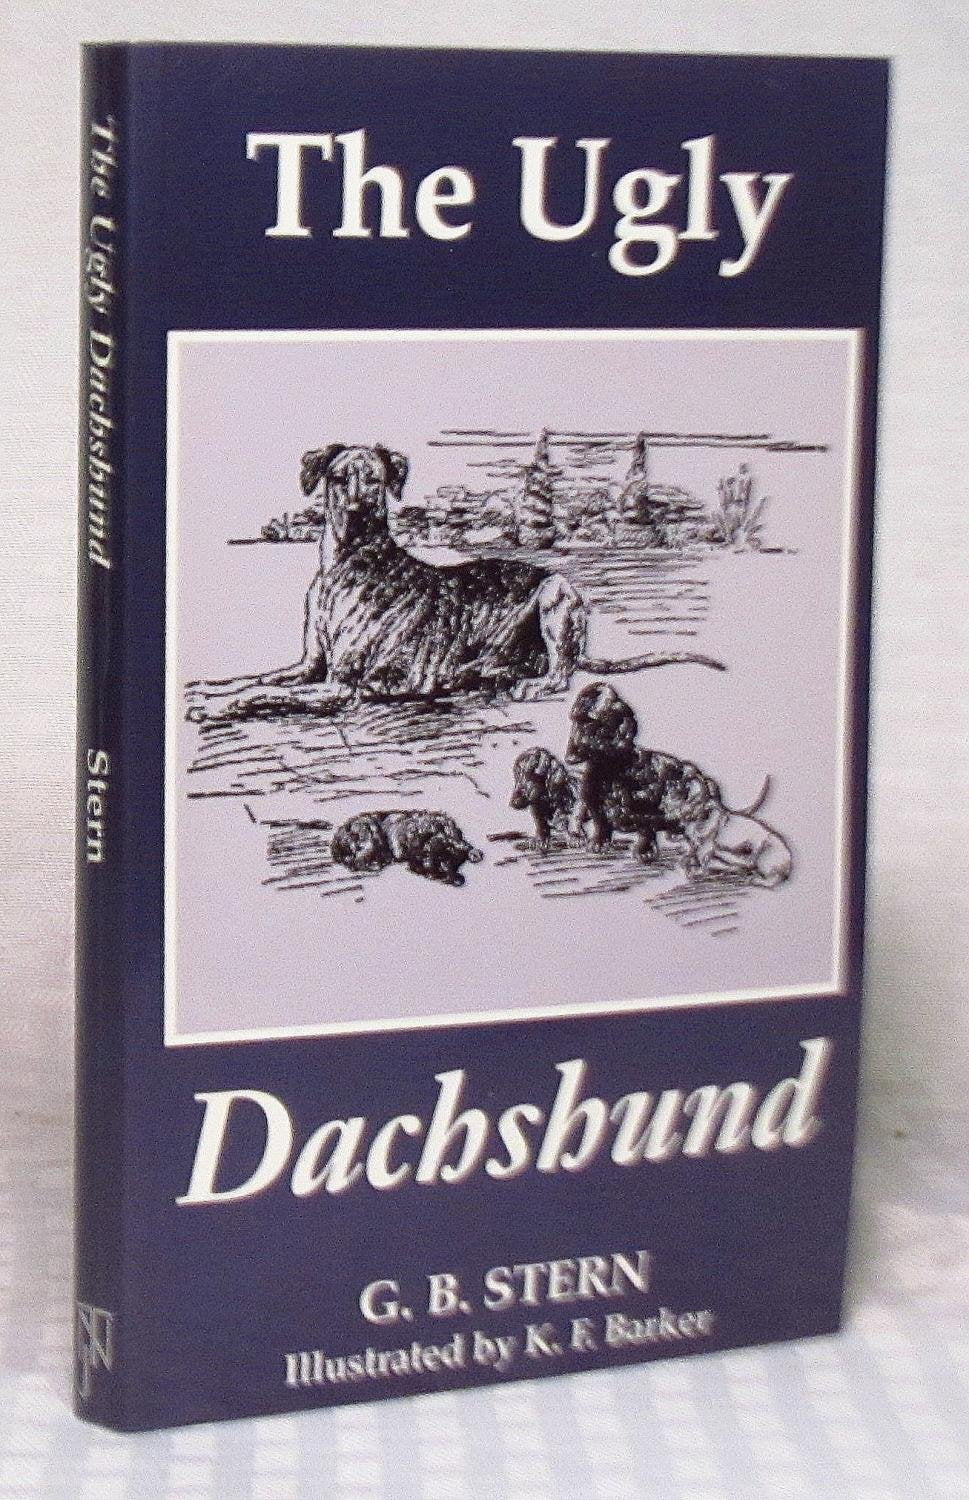 The Ugly
Dachshund
G. B. STERN
Illustrated by K. F. Barker
The Ugly Dachshund
Stern